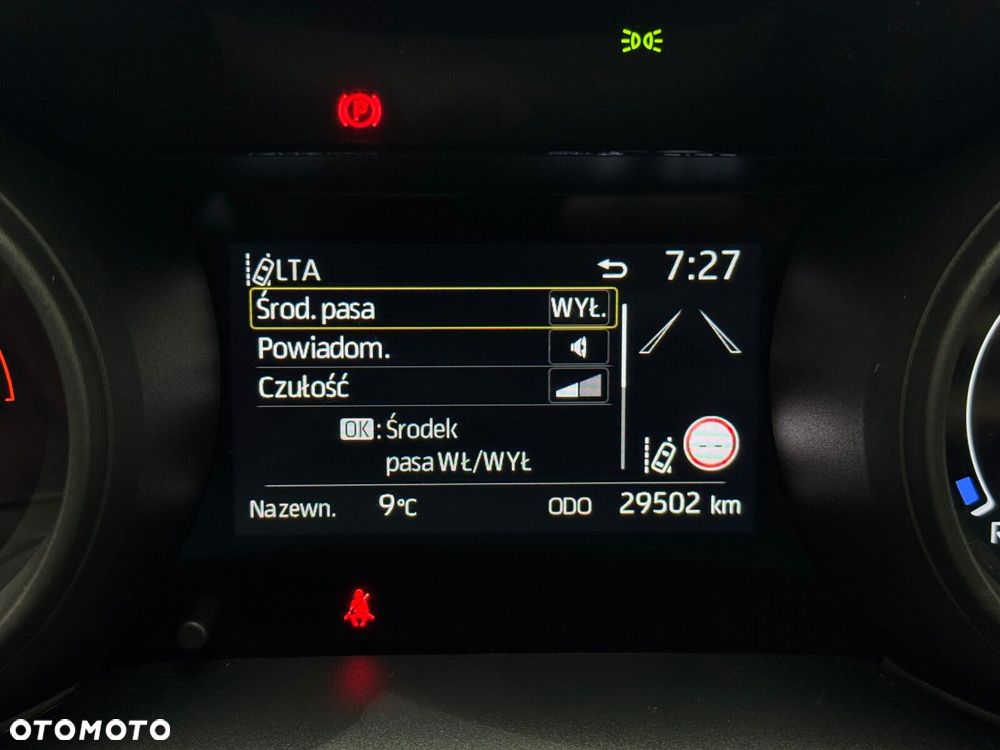 P
LTA
7:27
Środ. pasa WYŁ.
Powiadom.
Czułość
OK : Środek
pasa WŁ/WYŁ
Na zewn. 9°C ODO 29502 km
OTOMOTO